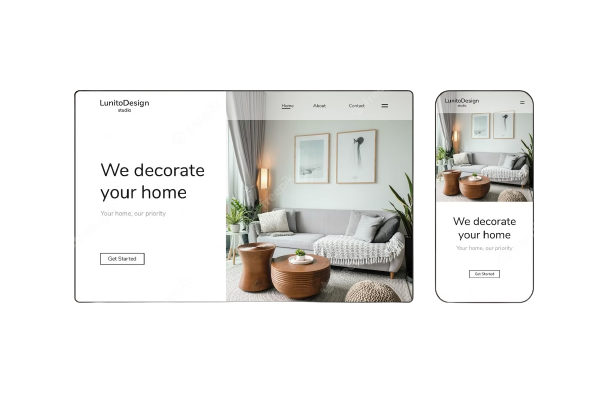 LunitoDesign
studio
Home
About
Contact
We decorate
your home
Your home, our priority
Get Started
LunitoDesign
studio
We decorate
your home
Your home, our priority
Get Started